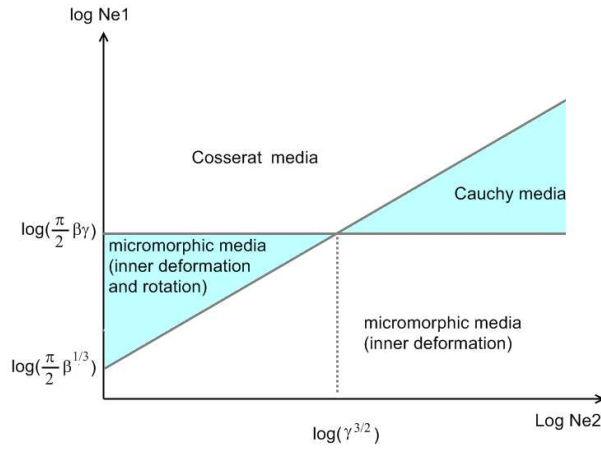 log Ne1
Cosserat media
Cauchy media
log(π/2 βγ)
micromorphic media
(inner deformation
and rotation)
micromorphic media
(inner deformation)
log(π/2 β^1/3)
Log Ne2
log(γ^3/2)